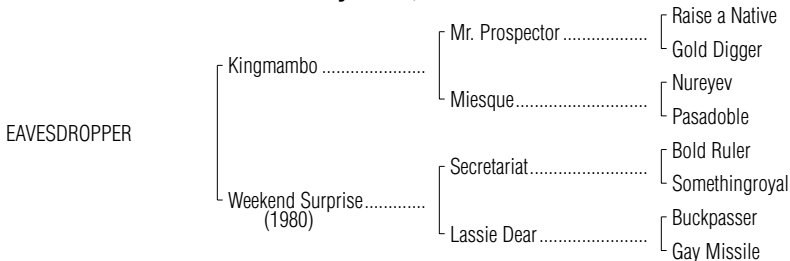 Raise a Native
Mr. Prospector ....................
Gold Digger
Kingmambo ......................
Nureyev
Miesque...............................
Pasadoble
EAVESDROPPER
Bold Ruler
Secretariat............................
Somethingroyal
Weekend Surprise.............
(1980)
Buckpasser
Lassie Dear .........................
Gay Missile